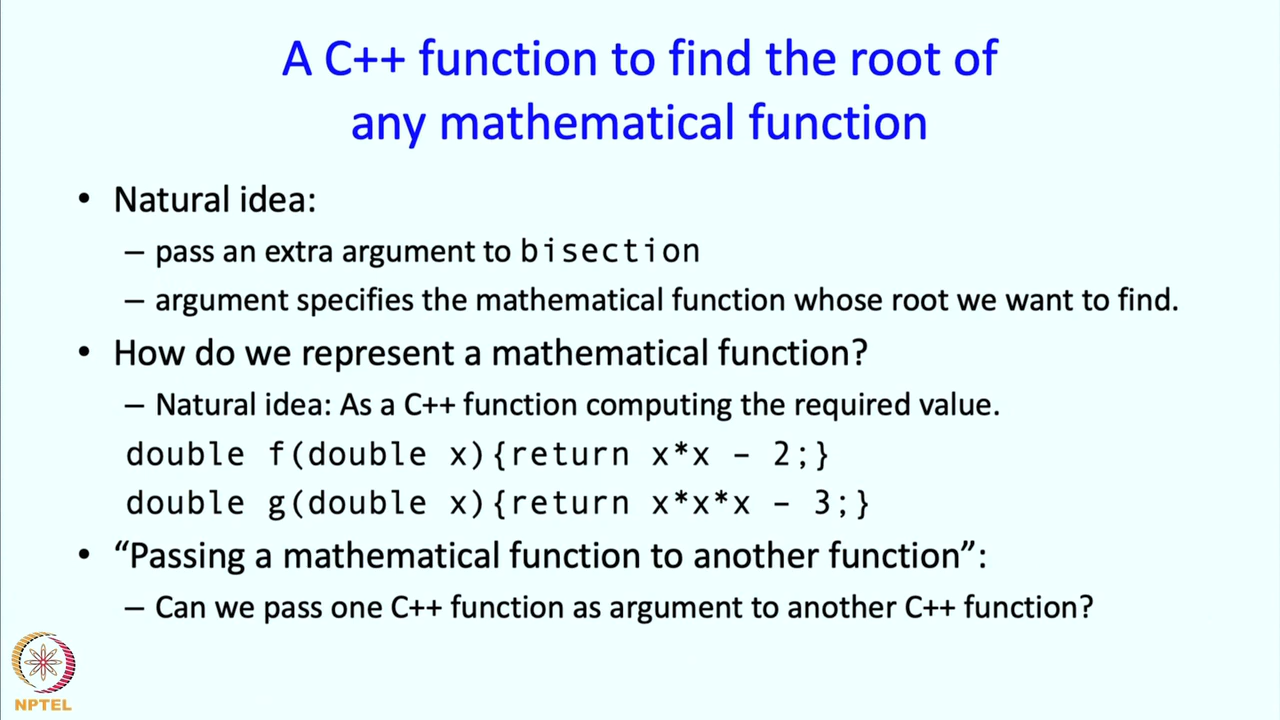 A C++ function to find the root of
any mathematical function
• Natural idea:
– pass an extra argument to bisection
– argument specifies the mathematical function whose root we want to find.
• How do we represent a mathematical function?
– Natural idea: As a C++ function computing the required value.
double f(double x){return x*x – 2;}
double g(double x){return x*x*x – 3;}
• “Passing a mathematical function to another function”:
– Can we pass one C++ function as argument to another C++ function?
NPTEL